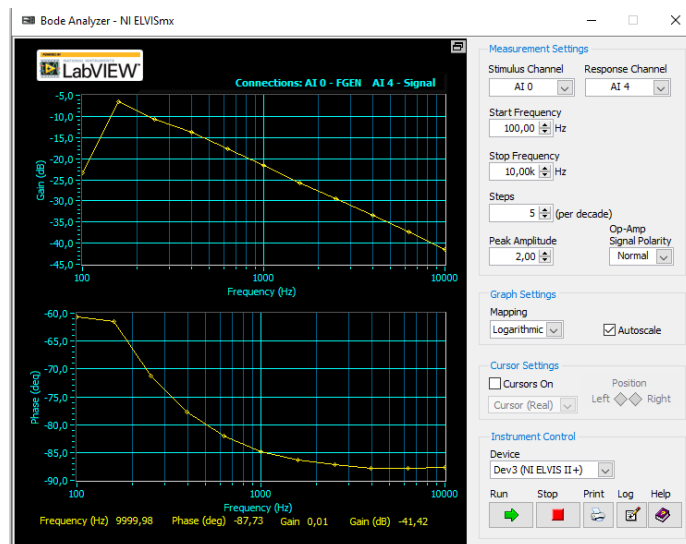 Bode Analyzer - NI ELVISmx
POWERED BY
NATIONAL INSTRUMENTS
LabVIEW
Connections: AI 0 - FGEN AI 4 - Signal
Gain (dB)
-5,0
-10,0
-15,0
-20,0
-25,0
-30,0
-35,0
-40,0
-45,0
100
1000
10000
Frequency (Hz)
Phase (deg)
-60,0
-65,0
-70,0
-75,0
-80,0
-85,0
-90,0
100
1000
10000
Frequency (Hz)
Frequency (Hz) 9999,98 Phase (deg) -87,73 Gain 0,01 Gain (dB) -41,42
Measurement Settings
Stimulus Channel Response Channel
AI 0 AI 4
Start Frequency
100,00 Hz
Stop Frequency
10,00k Hz
Steps
5 (per decade)
Peak Amplitude
2,00
Op-Amp
Signal Polarity
Normal
Graph Settings
Mapping
Logarithmic Autoscale
Cursor Settings
Cursors On Position
Cursor (Real) Left Right
Instrument Control
Device
Dev3 (NI ELVIS II+)
Run Stop Print Log Help